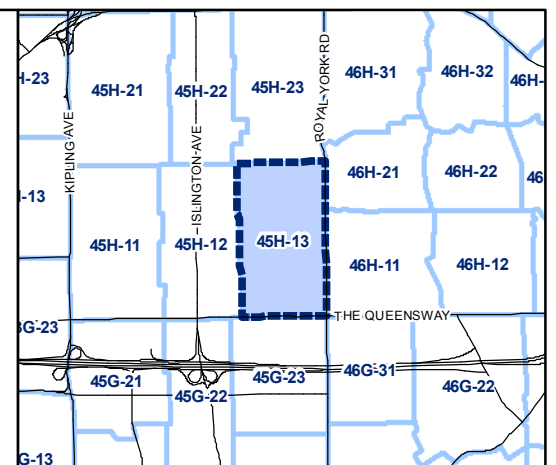 H-23
45H-21
45H-22
45H-23
46H-31
46H-32
46H-
KIPLING AVE
ISLINGTON AVE
ROYAL YORK RD
-13
46H-21
46H-22
46
45H-11
45H-12
45H-13
46H-11
46H-12
THE QUEENSWAY
G-23
45G-21
45G-22
45G-23
46G-31
46G-22
G-13